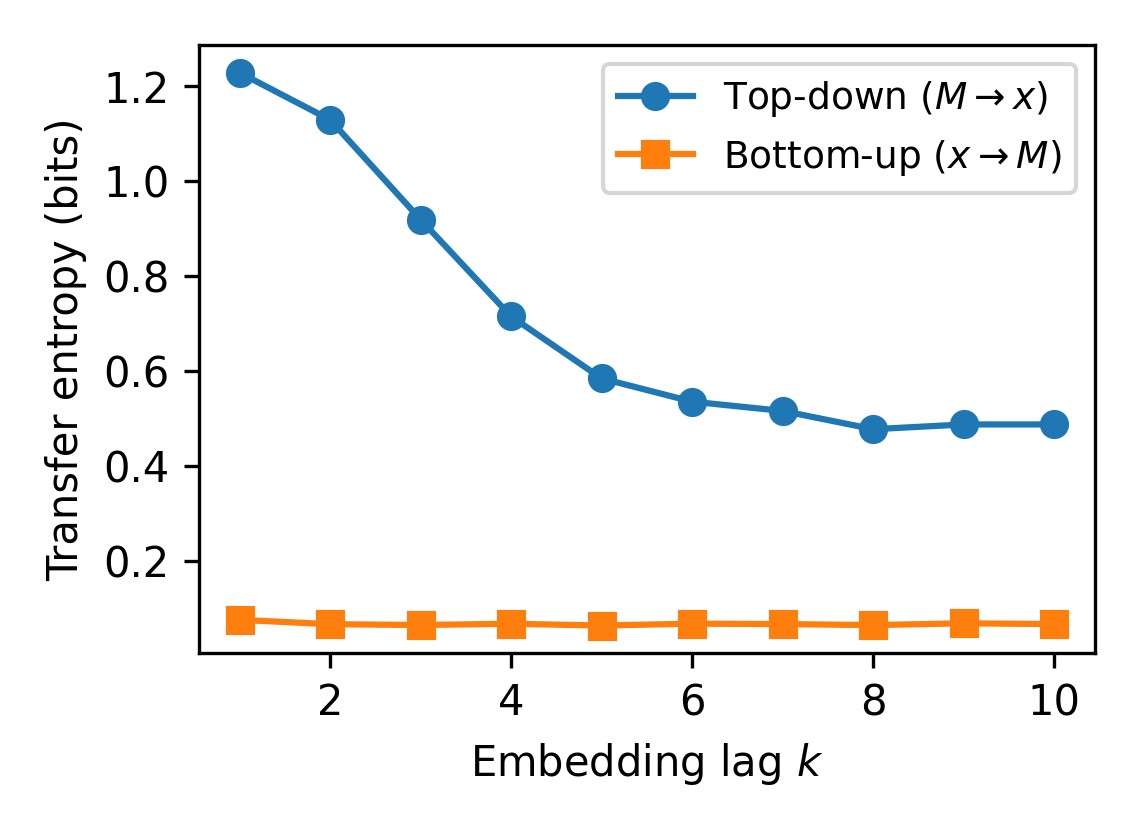 1.2
1.0
0.8
0.6
0.4
0.2
Transfer entropy (bits)
Top-down (M → x)
Bottom-up (x → M)
2 4 6 8 10
Embedding lag k